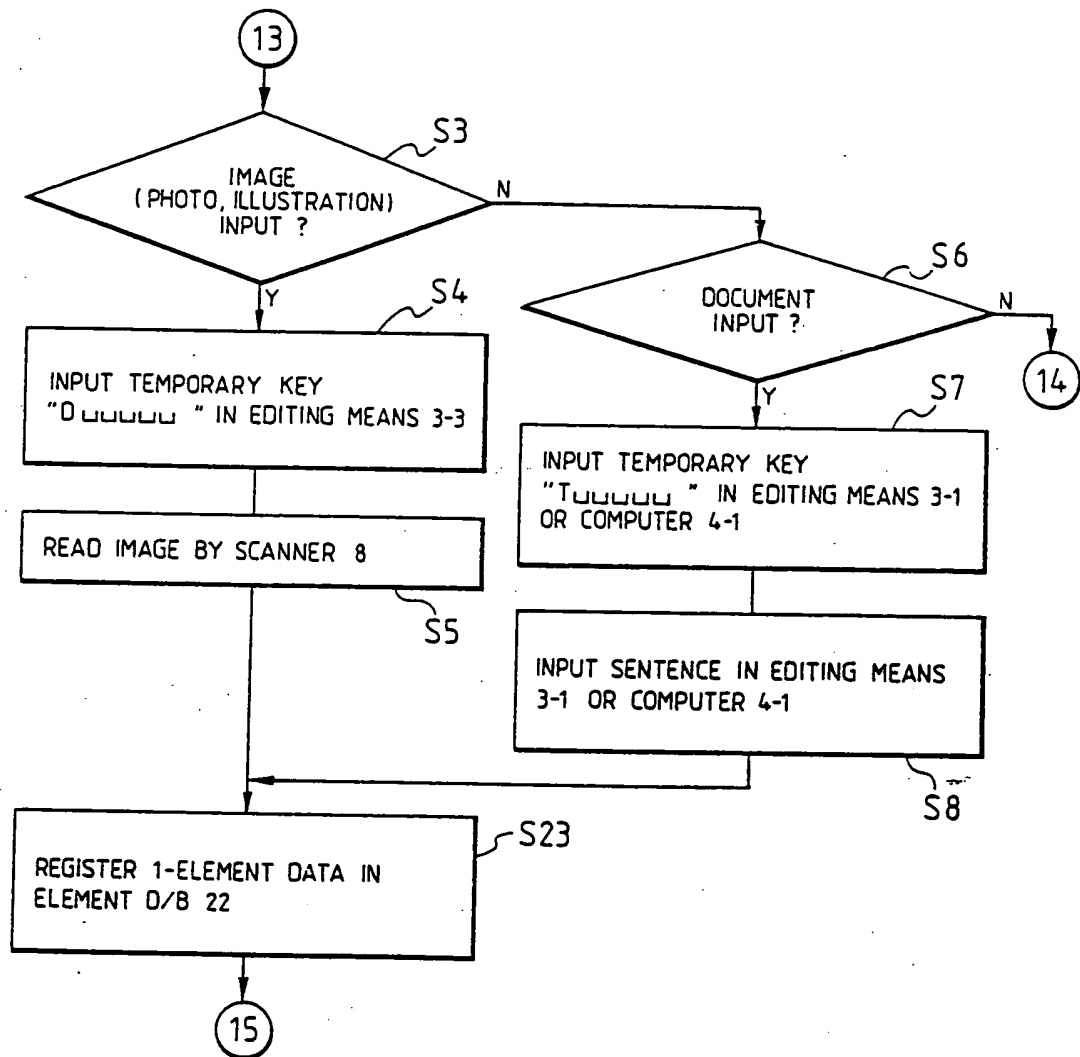 13
S3
IMAGE
(PHOTO, ILLUSTRATION)
INPUT ?
N
Y
S4
INPUT TEMPORARY KEY
"D␣␣␣␣␣ " IN EDITING MEANS 3-3
READ IMAGE BY SCANNER 8
S5
S6
DOCUMENT
INPUT ?
N
14
Y
S7
INPUT TEMPORARY KEY
"T␣␣␣␣␣ " IN EDITING MEANS 3-1
OR COMPUTER 4-1
INPUT SENTENCE IN EDITING MEANS
3-1 OR COMPUTER 4-1
S8
S23
REGISTER 1-ELEMENT DATA IN
ELEMENT D/B 22
15